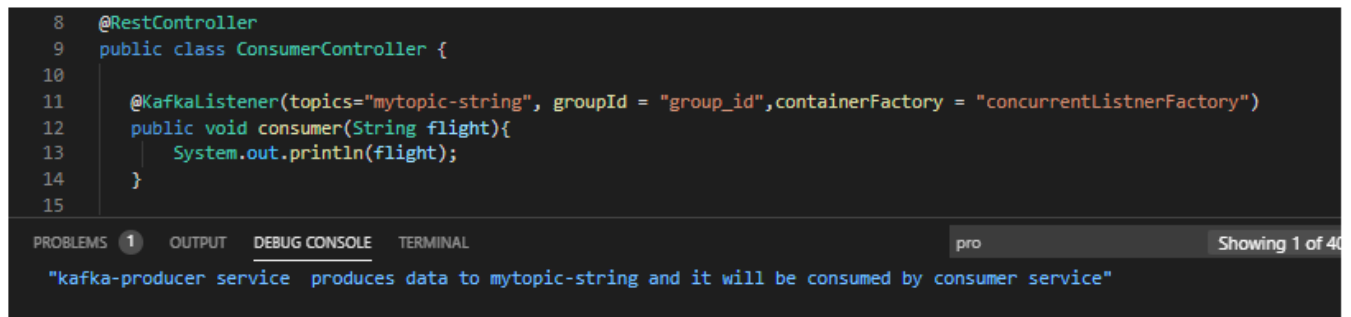 8 @RestController
9 public class ConsumerController {
10
11 @KafkaListener(topics="mytopic-string", groupId = "group_id",containerFactory = "concurrentListnerFactory")
12 public void consumer(String flight){
13 System.out.println(flight);
14 }
15
PROBLEMS 1 OUTPUT DEBUG CONSOLE TERMINAL pro Showing 1 of 40
"kafka-producer service  produces data to mytopic-string and it will be consumed by consumer service"